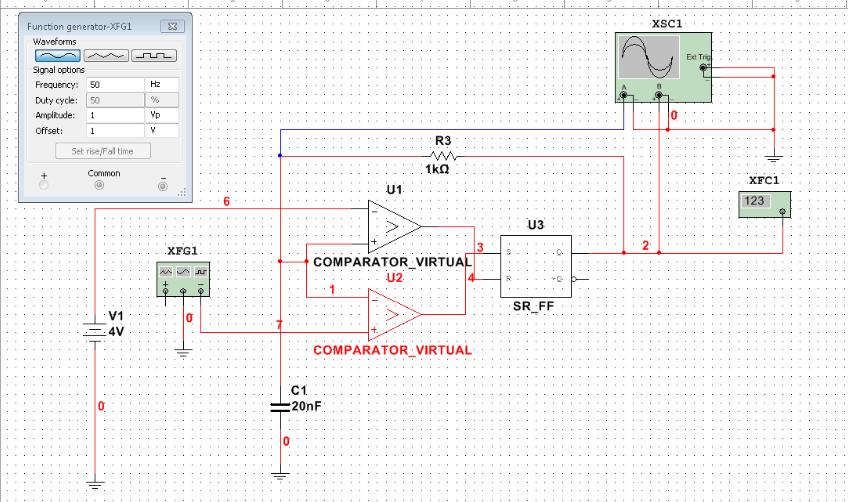 Function generator-XFG1
Waveforms
Signal options
Frequency: 50 Hz
Duty cycle: 50 %
Amplitude: 1 Vp
Offset: 1 V
Set rise/Fall time
+ Common −
XSC1
Ext Trig
+
−
A B
+ − + −
0
R3
1kΩ
XFC1
123
U1
6
−
+
>
COMPARATOR_VIRTUAL
U3
3
S Q
2
4
R ~Q
SR_FF
XFG1
+ −
0
U2
1
−
+
>
7
COMPARATOR_VIRTUAL
V1
4V
0
C1
20nF
0